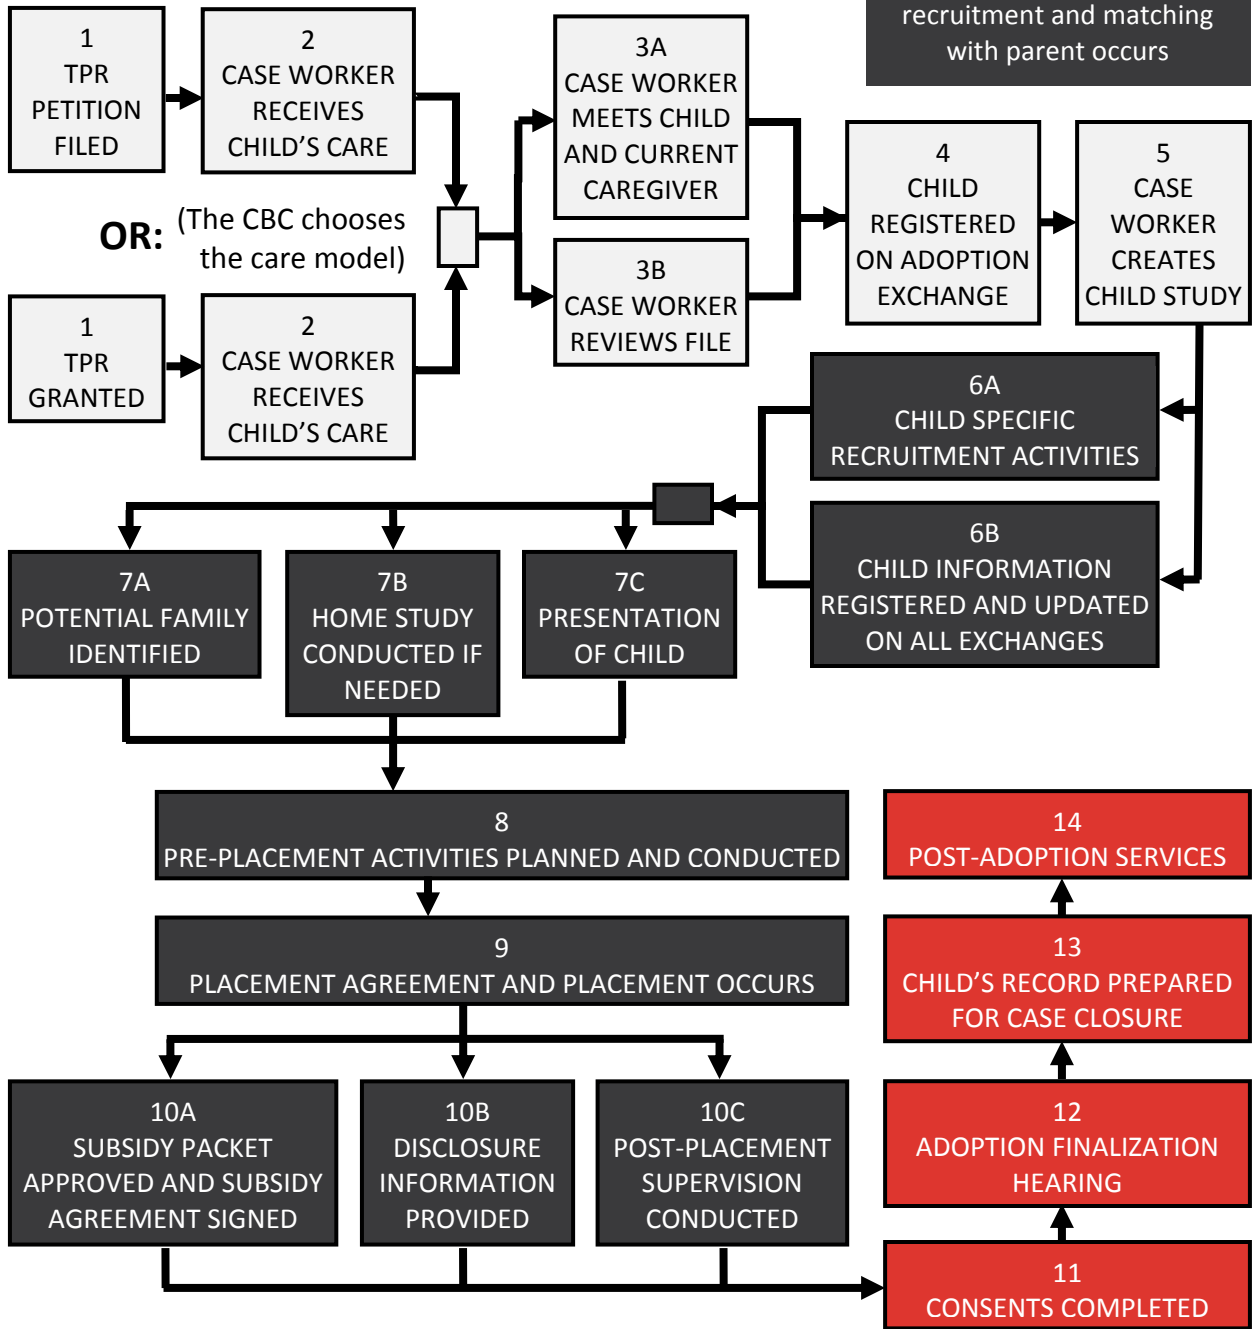 recruitment and matching
with parent occurs
1
TPR
PETITION
FILED
2
CASE WORKER
RECEIVES
CHILD’S CARE
3A
CASE WORKER
MEETS CHILD
AND CURRENT
CAREGIVER
4
CHILD
REGISTERED
ON ADOPTION
EXCHANGE
5
CASE
WORKER
CREATES
CHILD STUDY
OR:
(The CBC chooses
the care model)
3B
CASE WORKER
REVIEWS FILE
1
TPR
GRANTED
2
CASE WORKER
RECEIVES
CHILD’S CARE
6A
CHILD SPECIFIC
RECRUITMENT ACTIVITIES
6B
CHILD INFORMATION
REGISTERED AND UPDATED
ON ALL EXCHANGES
7A
POTENTIAL FAMILY
IDENTIFIED
7B
HOME STUDY
CONDUCTED IF
NEEDED
7C
PRESENTATION
OF CHILD
8
PRE-PLACEMENT ACTIVITIES PLANNED AND CONDUCTED
9
PLACEMENT AGREEMENT AND PLACEMENT OCCURS
10A
SUBSIDY PACKET
APPROVED AND SUBSIDY
AGREEMENT SIGNED
10B
DISCLOSURE
INFORMATION
PROVIDED
10C
POST-PLACEMENT
SUPERVISION
CONDUCTED
14
POST-ADOPTION SERVICES
13
CHILD’S RECORD PREPARED
FOR CASE CLOSURE
12
ADOPTION FINALIZATION
HEARING
11
CONSENTS COMPLETED